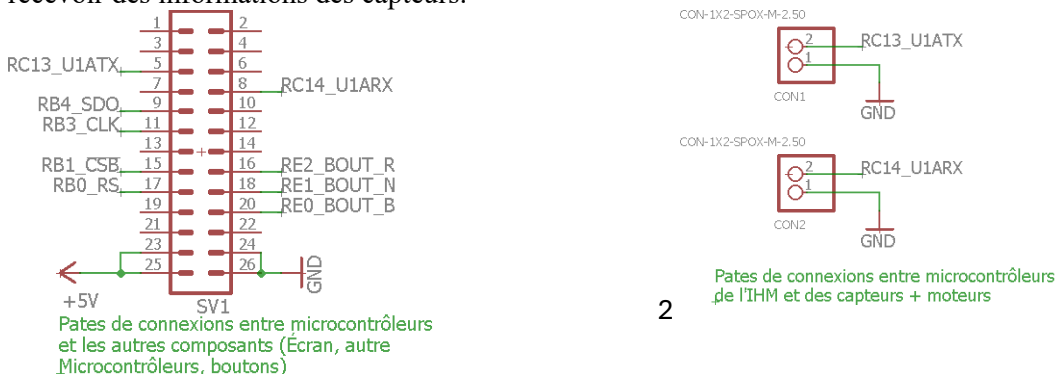 recevoir des informations des capteurs.
1 2
3 4
RC13_U1ATX 5 6
7 8 RC14_U1ARX
RB4_SDO 9 10
RB3_CLK 11 12
13 14
RB1_CSB 15 16 RE2_BOUT_R
RB0_RS 17 18 RE1_BOUT_N
19 20 RE0_BOUT_B
21 22
23 24
25 26
+5V
GND
SV1
Pates de connexions entre microcontrôleurs
et les autres composants (Écran, autre
Microcontrôleurs, boutons)
CON-1X2-SPOX-M-2.50
2 RC13_U1ATX
1
CON1
GND
CON-1X2-SPOX-M-2.50
2 RC14_U1ARX
1
CON2
GND
Pates de connexions entre microcontrôleurs
de l'IHM et des capteurs + moteurs
2